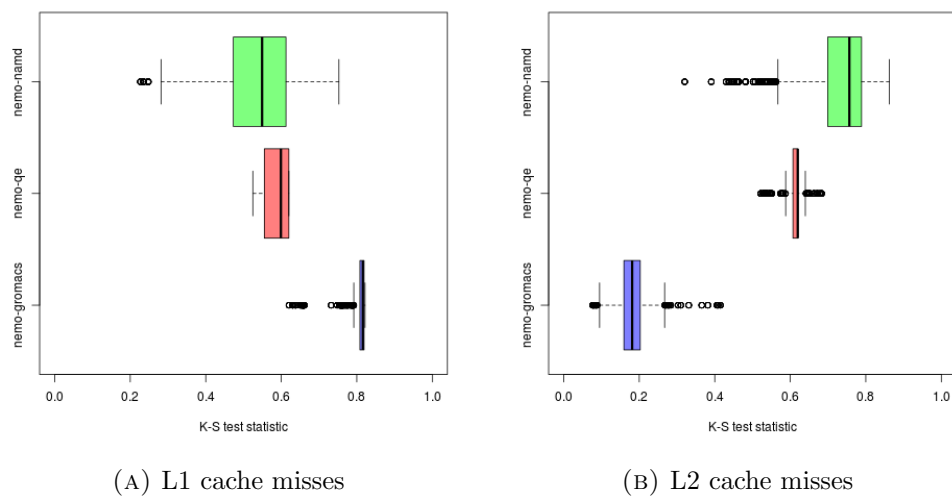 nemo-namd
nemo-qe
nemo-gromacs
0.0 0.2 0.4 0.6 0.8 1.0
K-S test statistic
(A) L1 cache misses
nemo-namd
nemo-qe
nemo-gromacs
0.0 0.2 0.4 0.6 0.8 1.0
K-S test statistic
(B) L2 cache misses